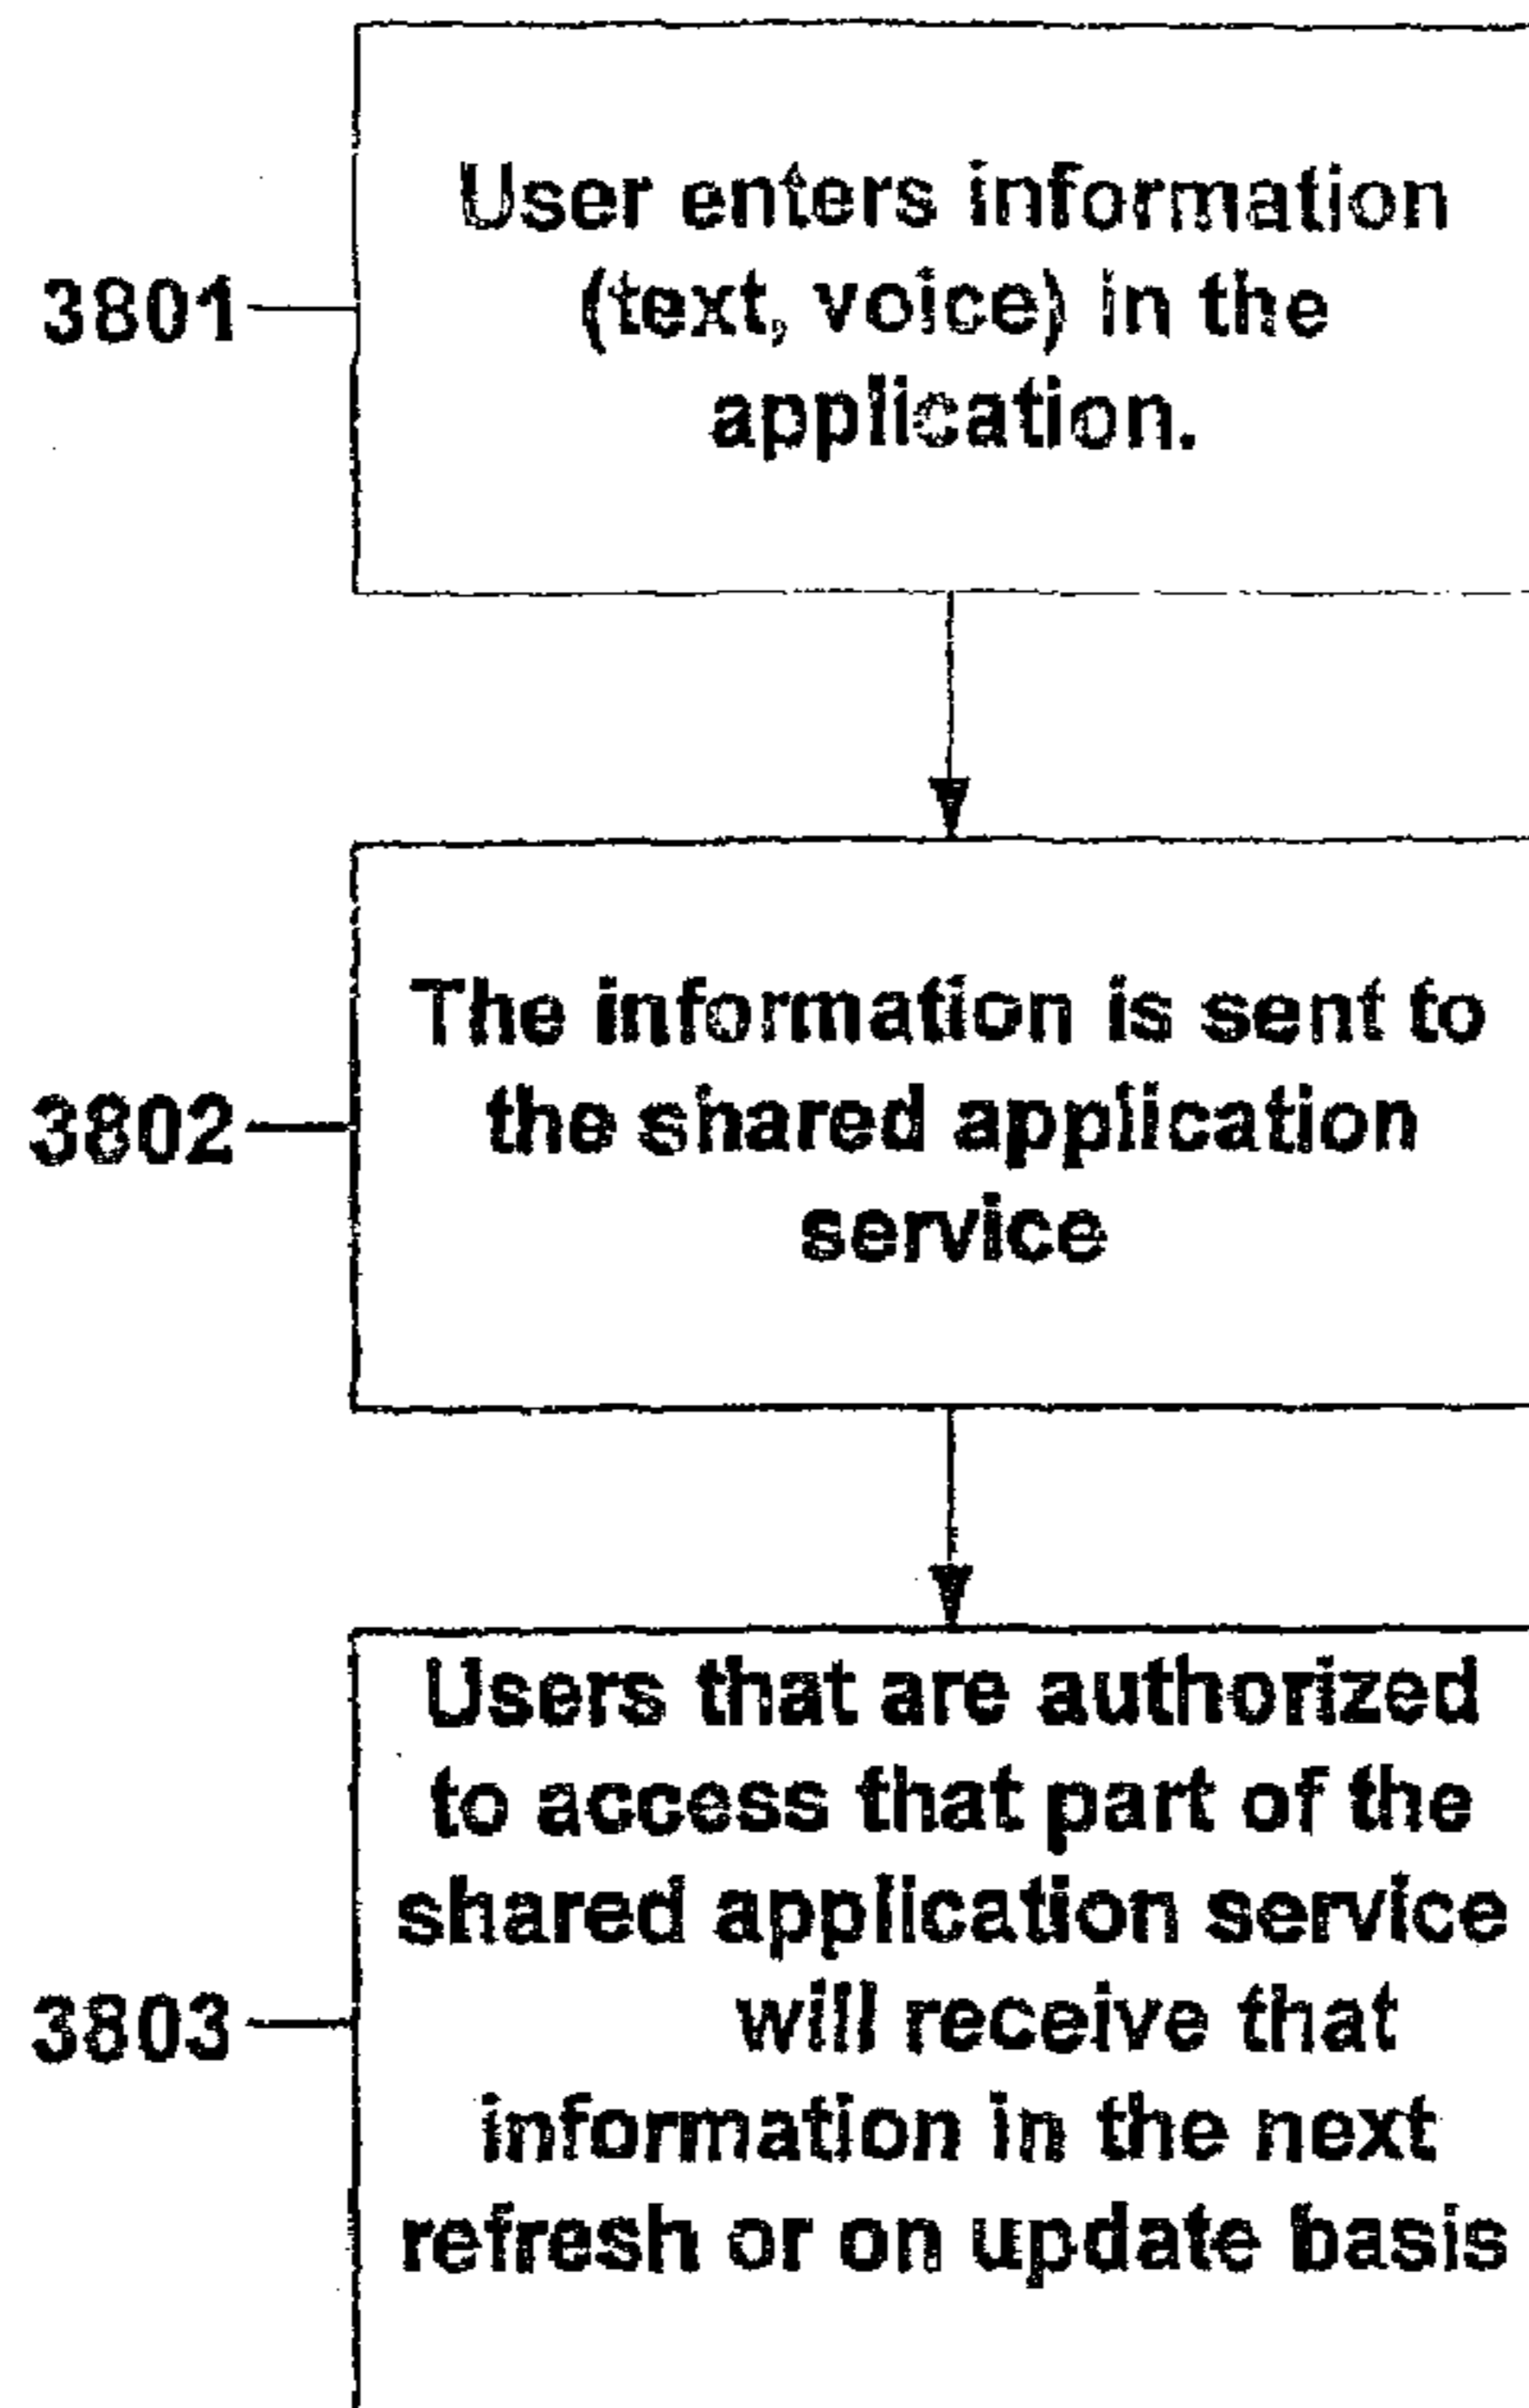 User enters information
3801
(text, voice) in the
application.
The information is sent to
3802
the shared application
service
Users that are authorized
to access that part of the
shared application service
3803
will receive that
information in the next
refresh or on update basis